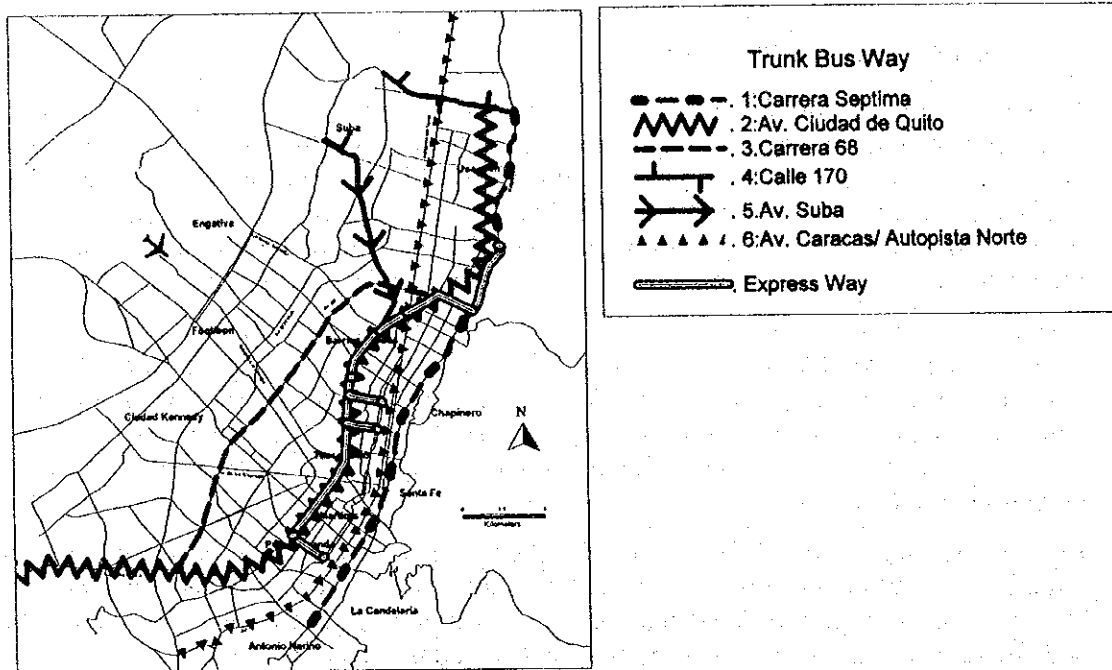 Trunk Bus Way
. 1:Carrera Septima
. 2:Av. Ciudad de Quito
. 3.Carrera 68
. 4:Calle 170
. 5.Av. Suba
. 6:Av. Caracas/ Autopista Norte
. Express Way
Suba
Engativa
Fontibon
Ciudad Kennedy
Chapinero
N
Santa Fe
Kilometers
La Candelaria
Antonio Narino